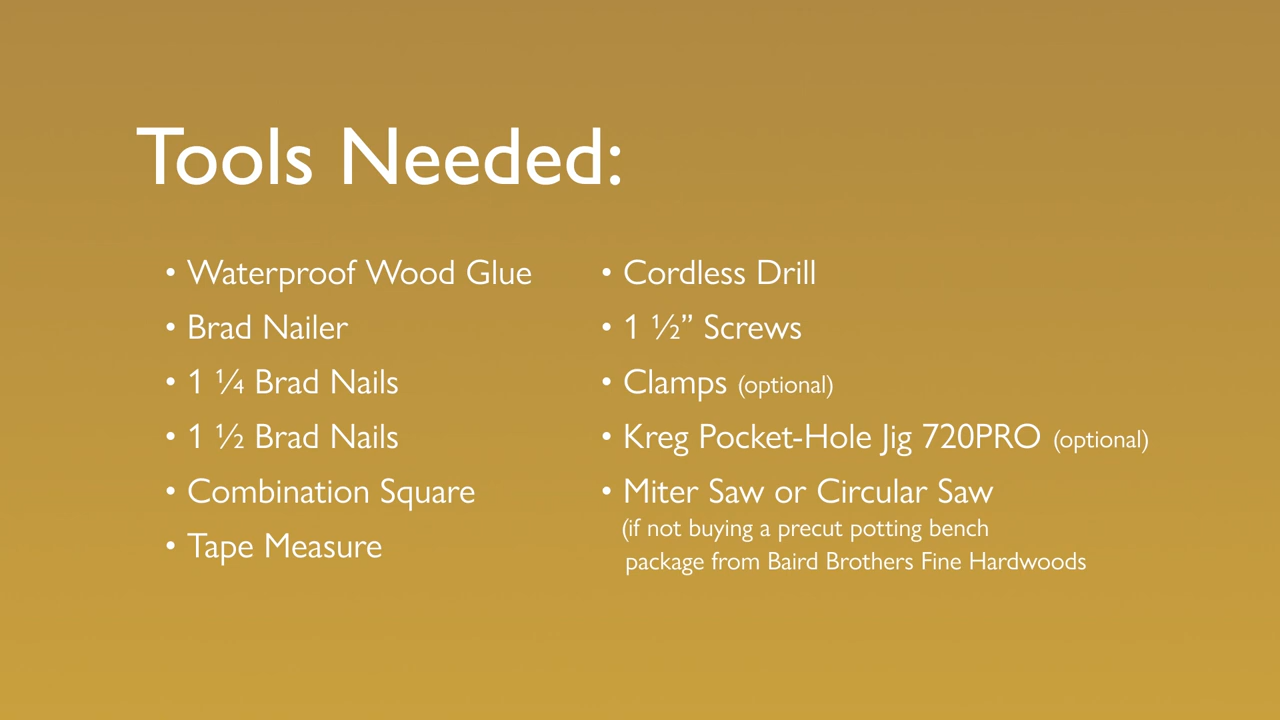 Tools Needed:
• Waterproof Wood Glue
• Brad Nailer
• 1 ¼ Brad Nails
• 1 ½ Brad Nails
• Combination Square
• Tape Measure
• Cordless Drill
• 1 ½” Screws
• Clamps (optional)
• Kreg Pocket-Hole Jig 720PRO (optional)
• Miter Saw or Circular Saw
(if not buying a precut potting bench
package from Baird Brothers Fine Hardwoods